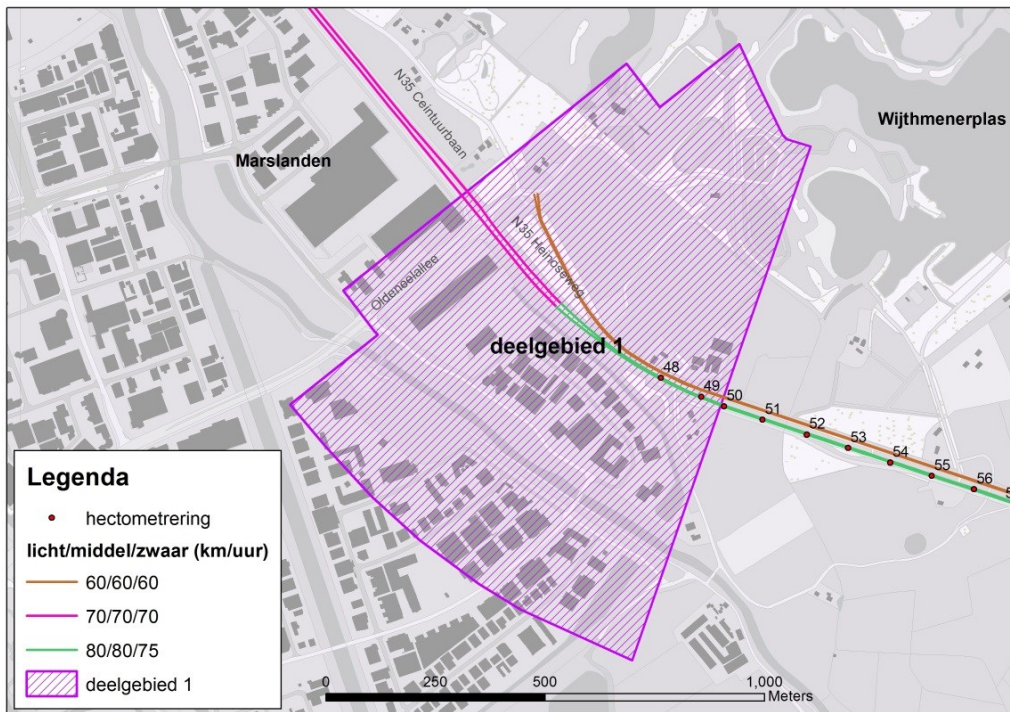 N35 Ceintuurbaan
Wijthmenerplas
Marslanden
N35 Heinoseweg
Oldeneelallee
deelgebied 1
48
49
50
51
52
53
54
55
56
Legenda
hectometrering
licht/middel/zwaar (km/uur)
60/60/60
70/70/70
80/80/75
deelgebied 1
0 250 500 1,000
Meters